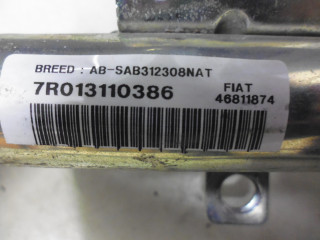 BREED : AB-SAB312308NAT
7R013110386
FIAT
46811874